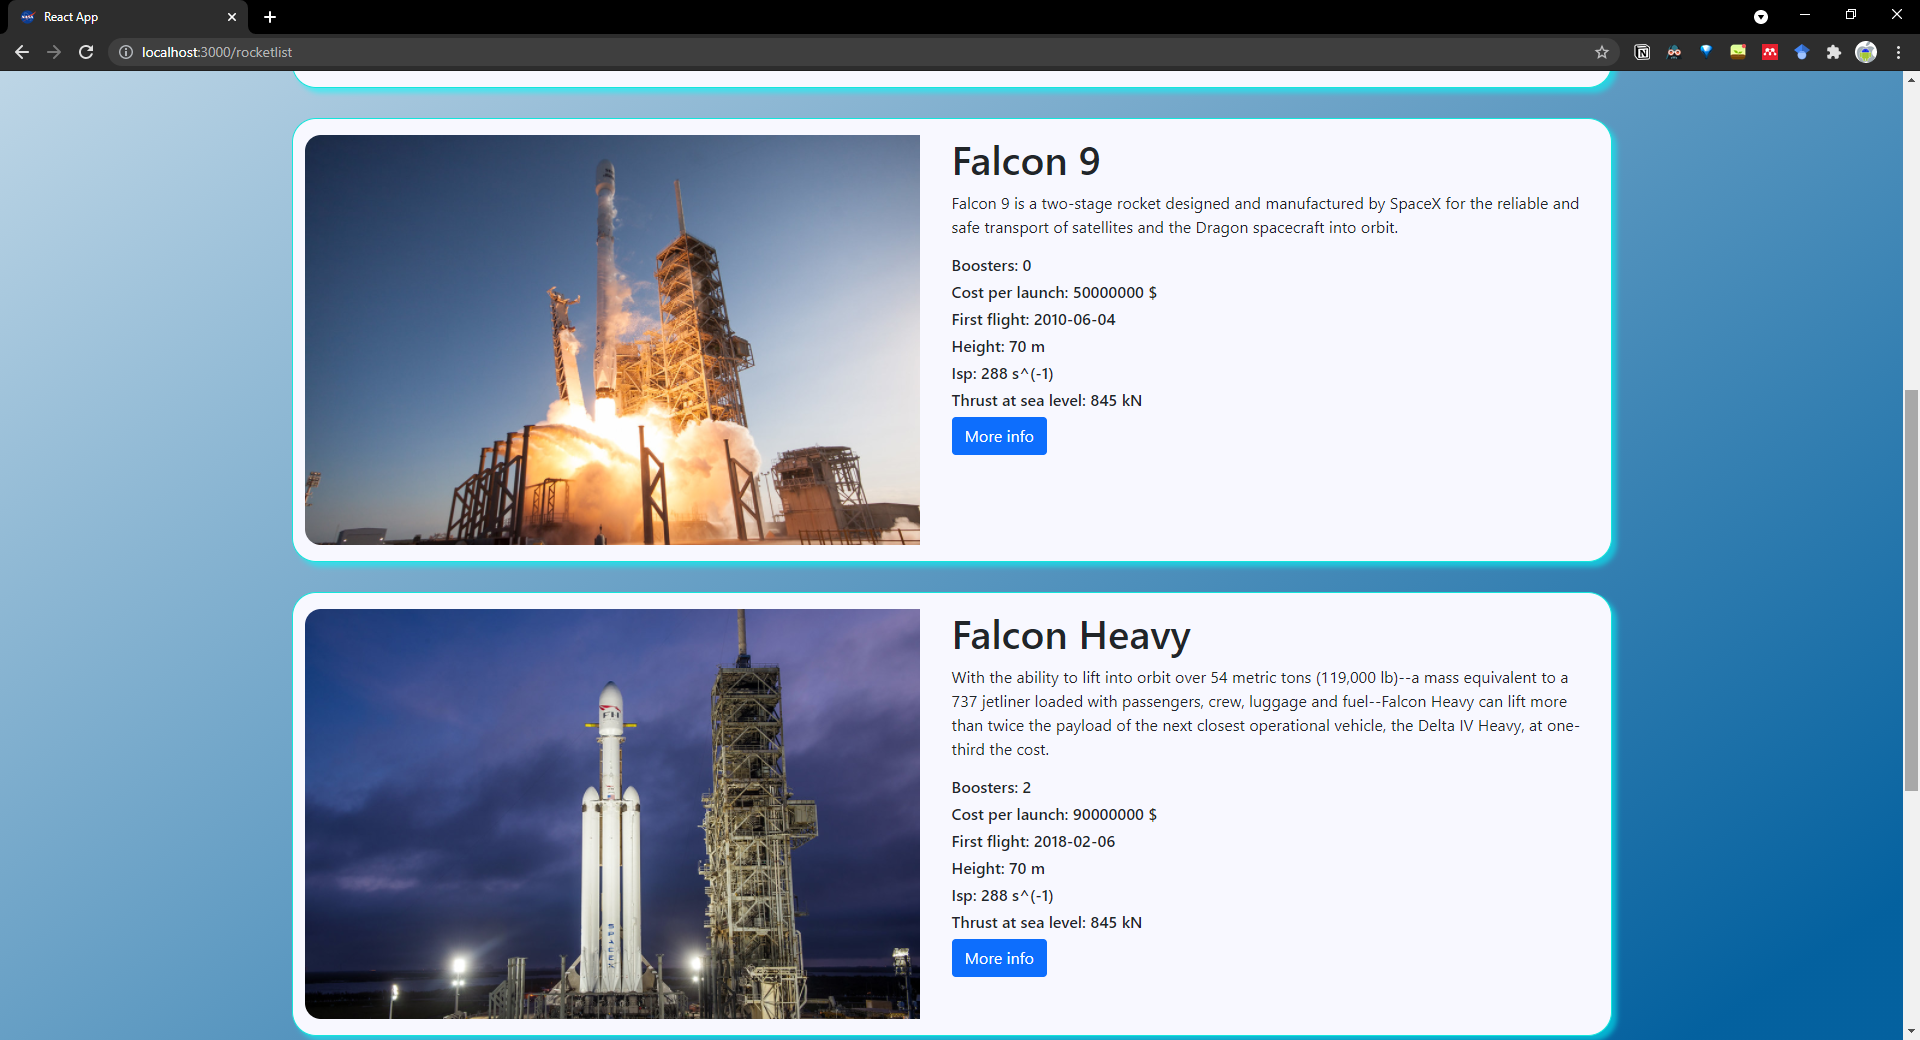 React App
localhost:3000/rocketlist
Falcon 9
Falcon 9 is a two-stage rocket designed and manufactured by SpaceX for the reliable and
safe transport of satellites and the Dragon spacecraft into orbit.
Boosters: 0
Cost per launch: 50000000 $
First flight: 2010-06-04
Height: 70 m
Isp: 288 s^(-1)
Thrust at sea level: 845 kN
More info
FH
SPACEX
Falcon Heavy
With the ability to lift into orbit over 54 metric tons (119,000 lb)--a mass equivalent to a
737 jetliner loaded with passengers, crew, luggage and fuel--Falcon Heavy can lift more
than twice the payload of the next closest operational vehicle, the Delta IV Heavy, at one-
third the cost.
Boosters: 2
Cost per launch: 90000000 $
First flight: 2018-02-06
Height: 70 m
Isp: 288 s^(-1)
Thrust at sea level: 845 kN
More info